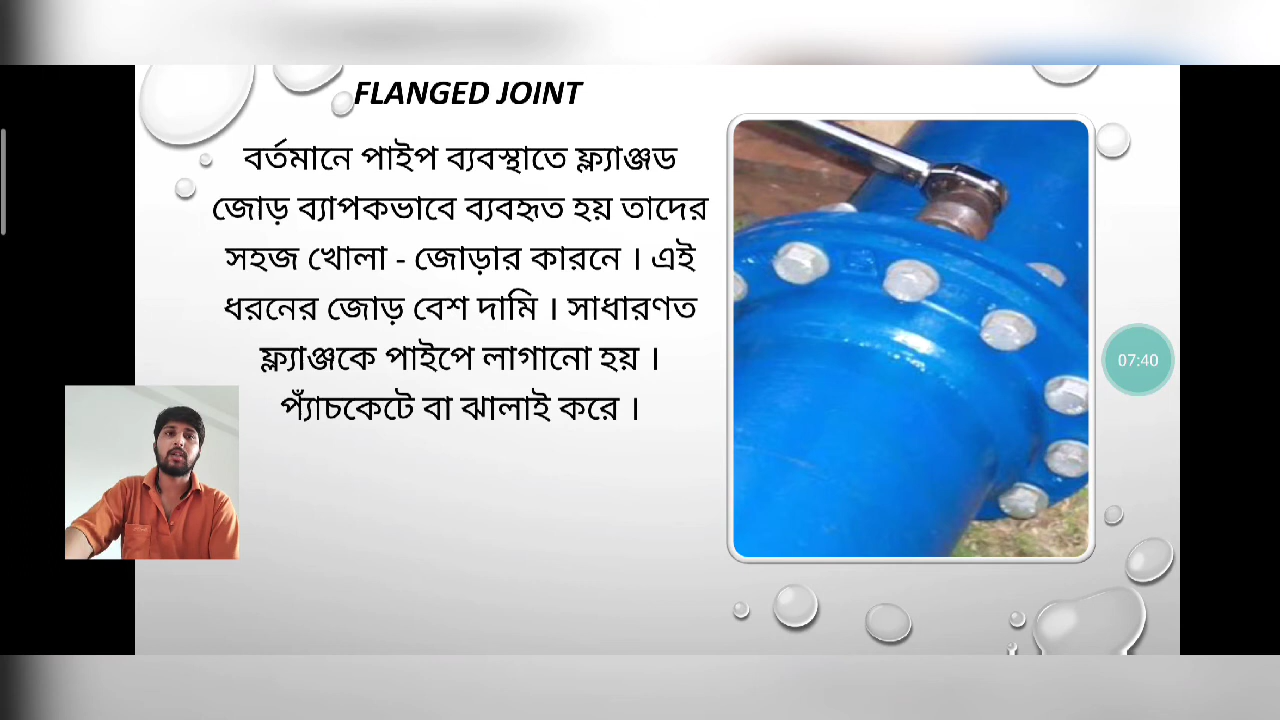 FLANGED JOINT
বর্তমানে পাইপ ব্যবস্থাতে ফ্ল্যাঞ্জড
জোড় ব্যাপকভাবে ব্যবহৃত হয় তাদের
সহজ খোলা - জোড়ার কারনে । এই
ধরনের জোড় বেশ দামি । সাধারণত
ফ্ল্যাঞ্জকে পাইপে লাগানো হয় ।
প্যাঁচকেটে বা ঝালাই করে ।
07:40